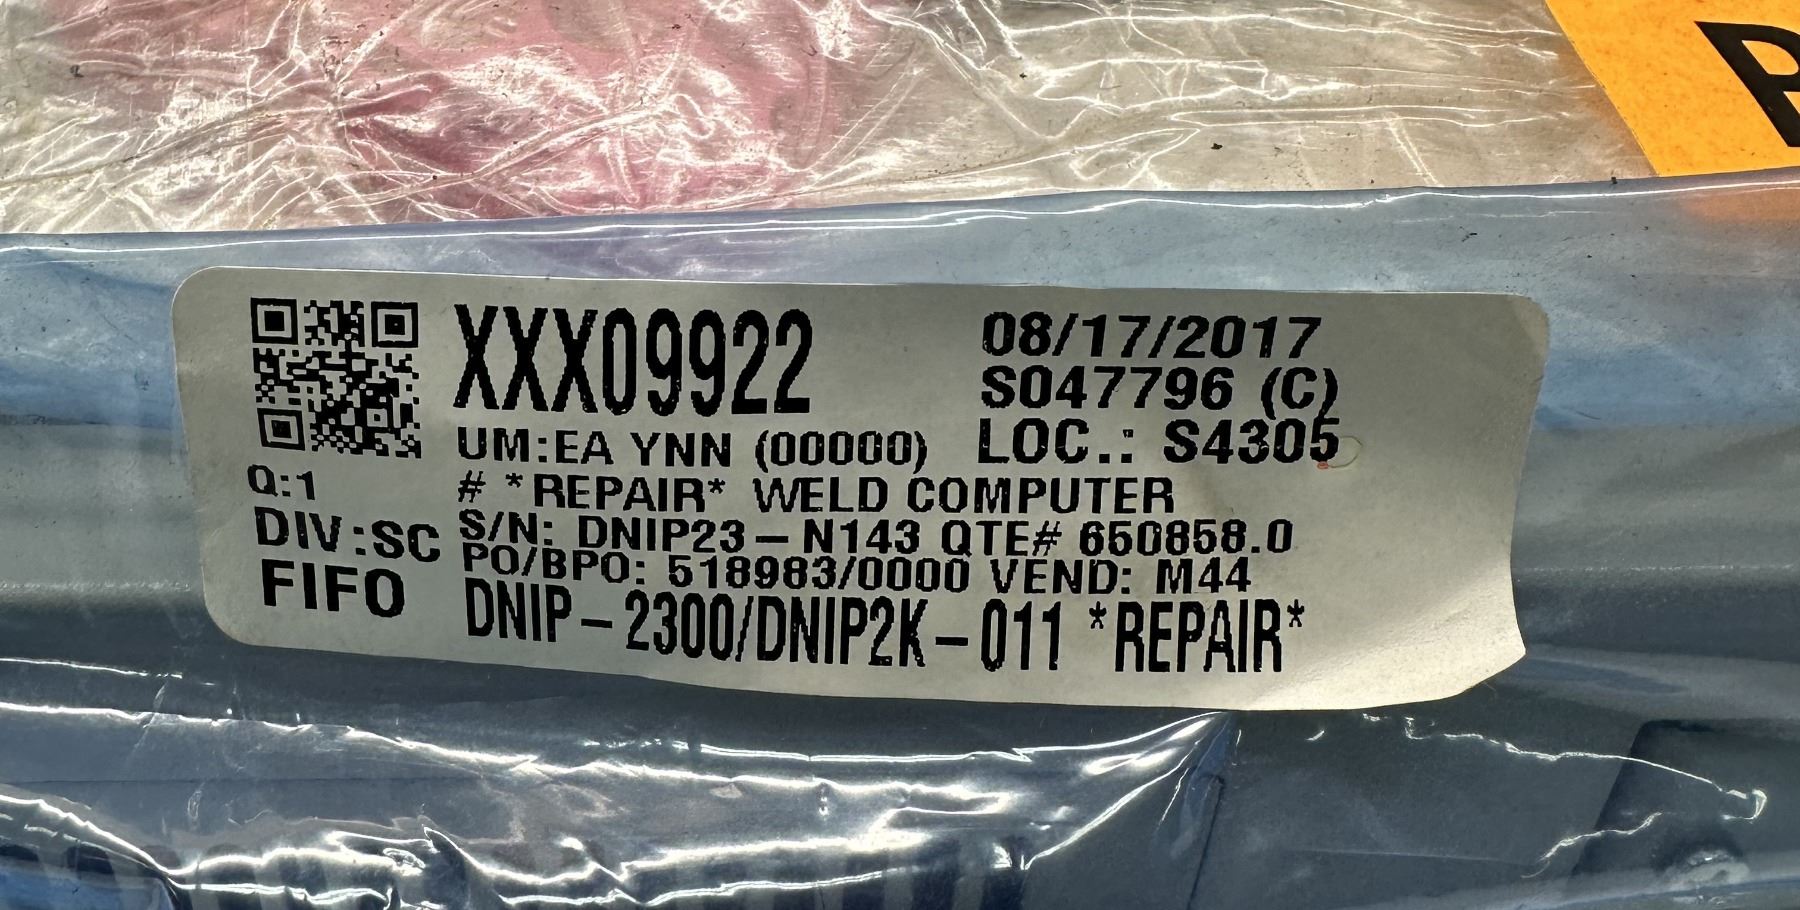 XXX09922
08/17/2017
S047796 (C)
UM:EA YNN (00000)
LOC.: S4305
Q:1
# *REPAIR* WELD COMPUTER
DIV:SC
S/N: DNIP23-N143 QTE# 650858.0
PO/BPO: 518983/0000 VEND: M44
FIFO
DNIP-2300/DNIP2K-011 *REPAIR*